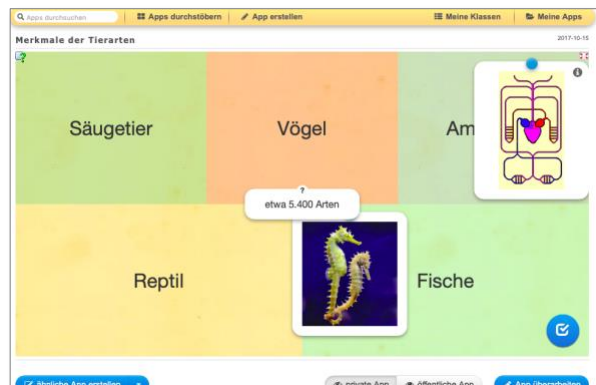 Apps durchsuchen
Apps durchstöbern
App erstellen
Meine Klassen
Meine Apps
Merkmale der Tierarten
2017-10-15
Säugetier
Vögel
Am
?
etwa 5.400 Arten
Reptil
Fische
ähnliche App erstellen
private App
öffentliche App
App überarbeiten